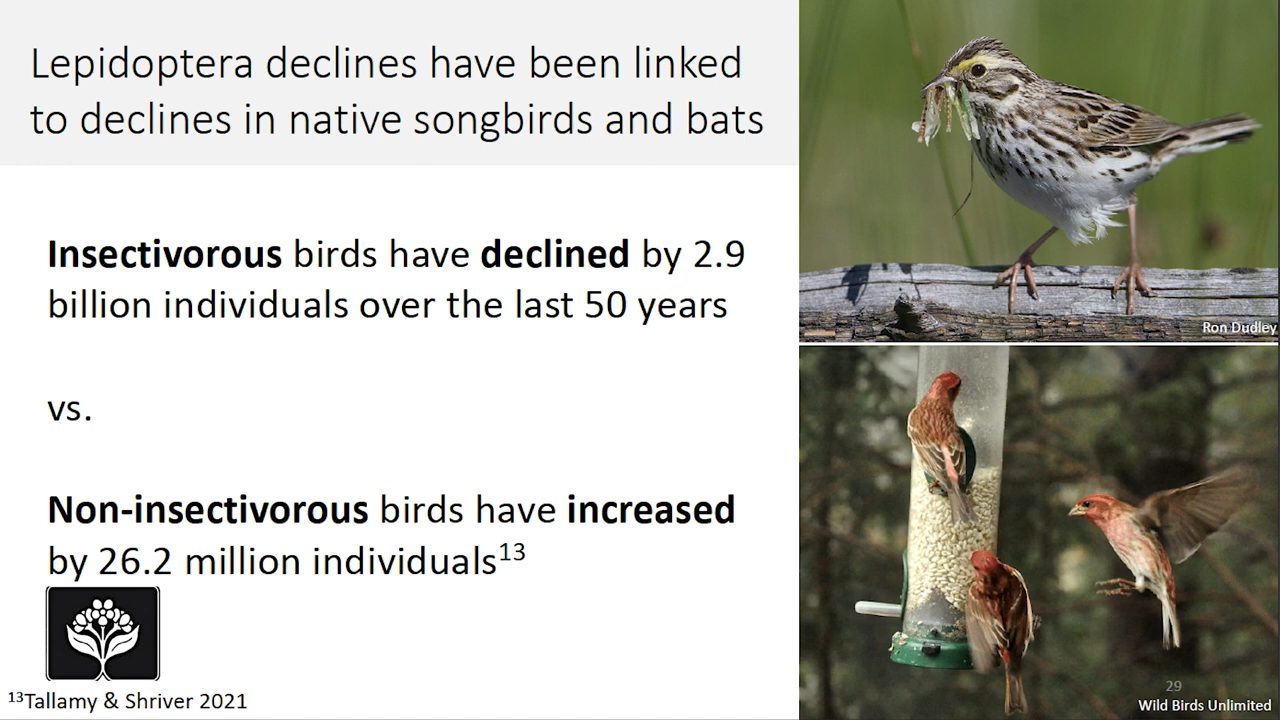 Lepidoptera declines have been linked
to declines in native songbirds and bats
Insectivorous birds have declined by 2.9
billion individuals over the last 50 years
vs.
Non-insectivorous birds have increased
by 26.2 million individuals¹³
¹³Tallamy & Shriver 2021
Ron Dudley
29
Wild Birds Unlimited